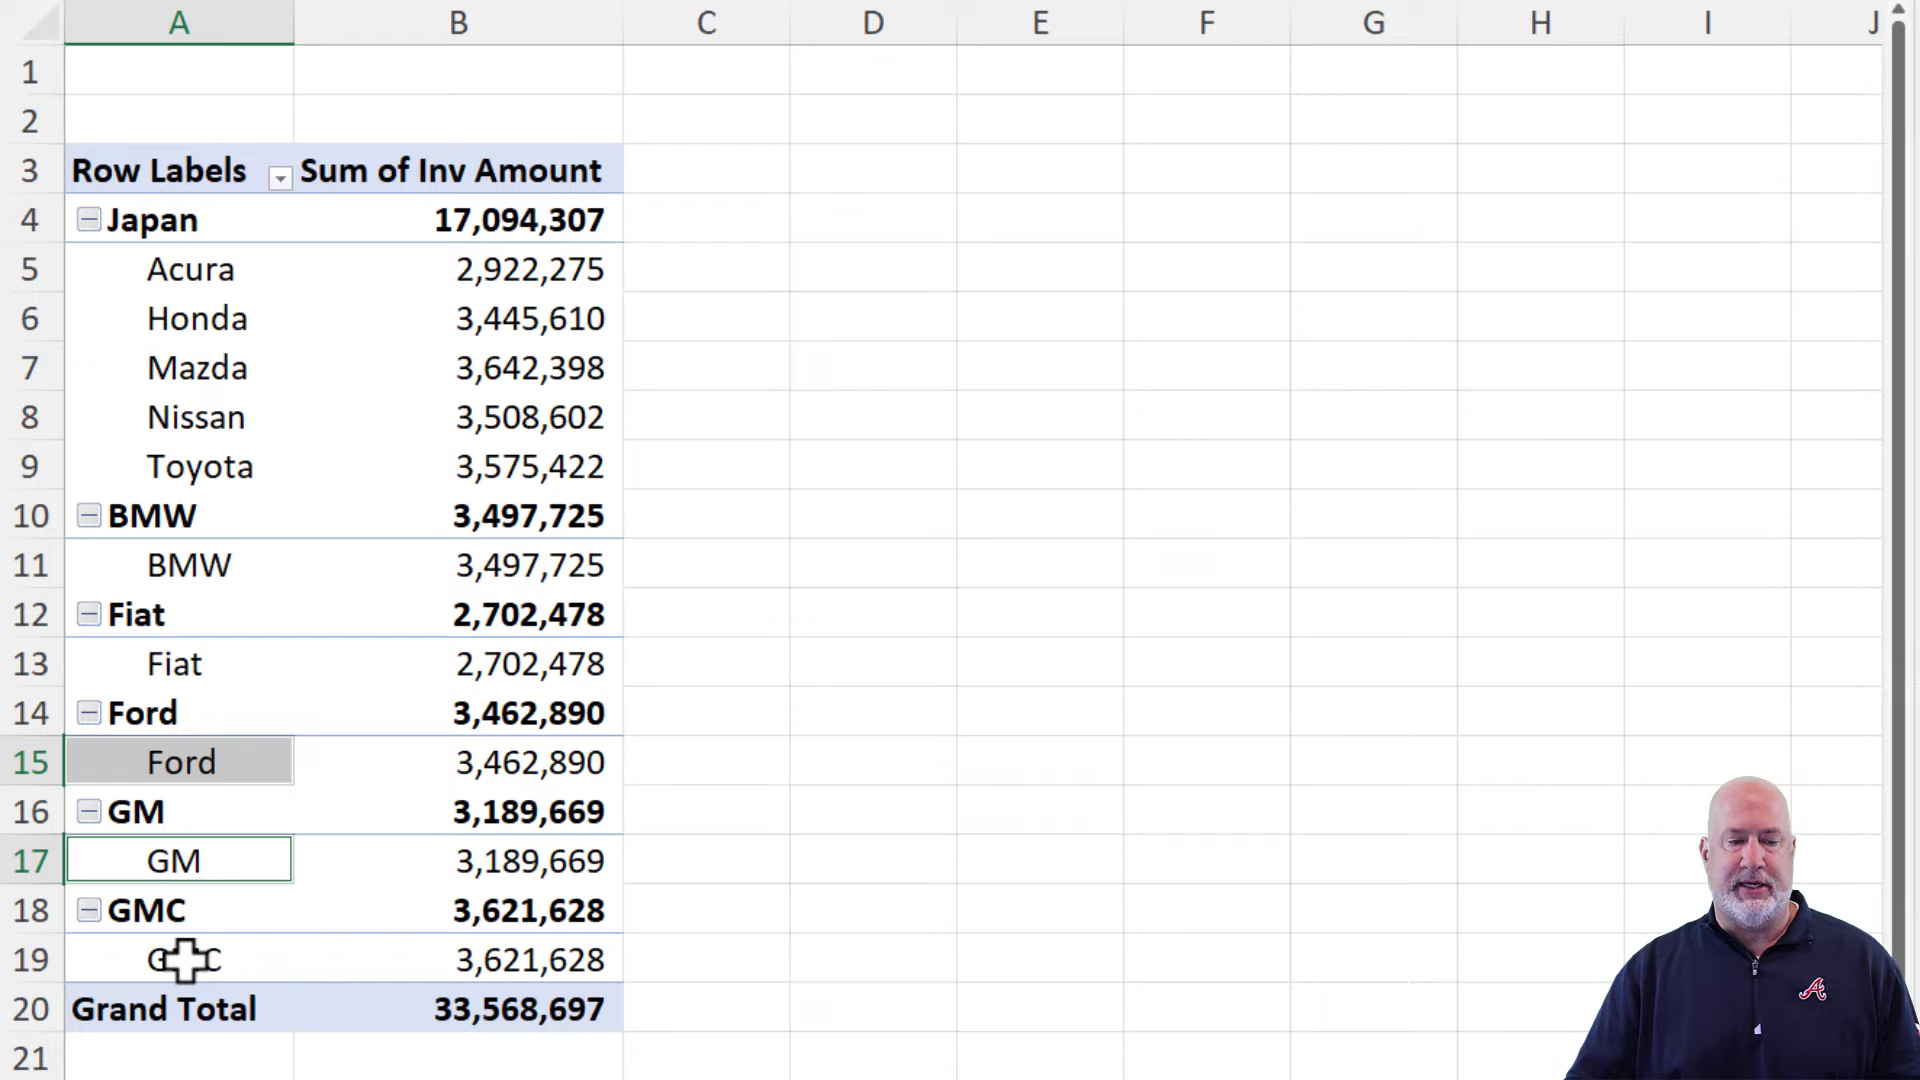 A B C D E F G H I J
1
2
3 Row Labels Sum of Inv Amount
4 Japan 17,094,307
5 Acura 2,922,275
6 Honda 3,445,610
7 Mazda 3,642,398
8 Nissan 3,508,602
9 Toyota 3,575,422
10 BMW 3,497,725
11 BMW 3,497,725
12 Fiat 2,702,478
13 Fiat 2,702,478
14 Ford 3,462,890
15 Ford 3,462,890
16 GM 3,189,669
17 GM 3,189,669
18 GMC 3,621,628
19 GMC 3,621,628
20 Grand Total 33,568,697
21
A